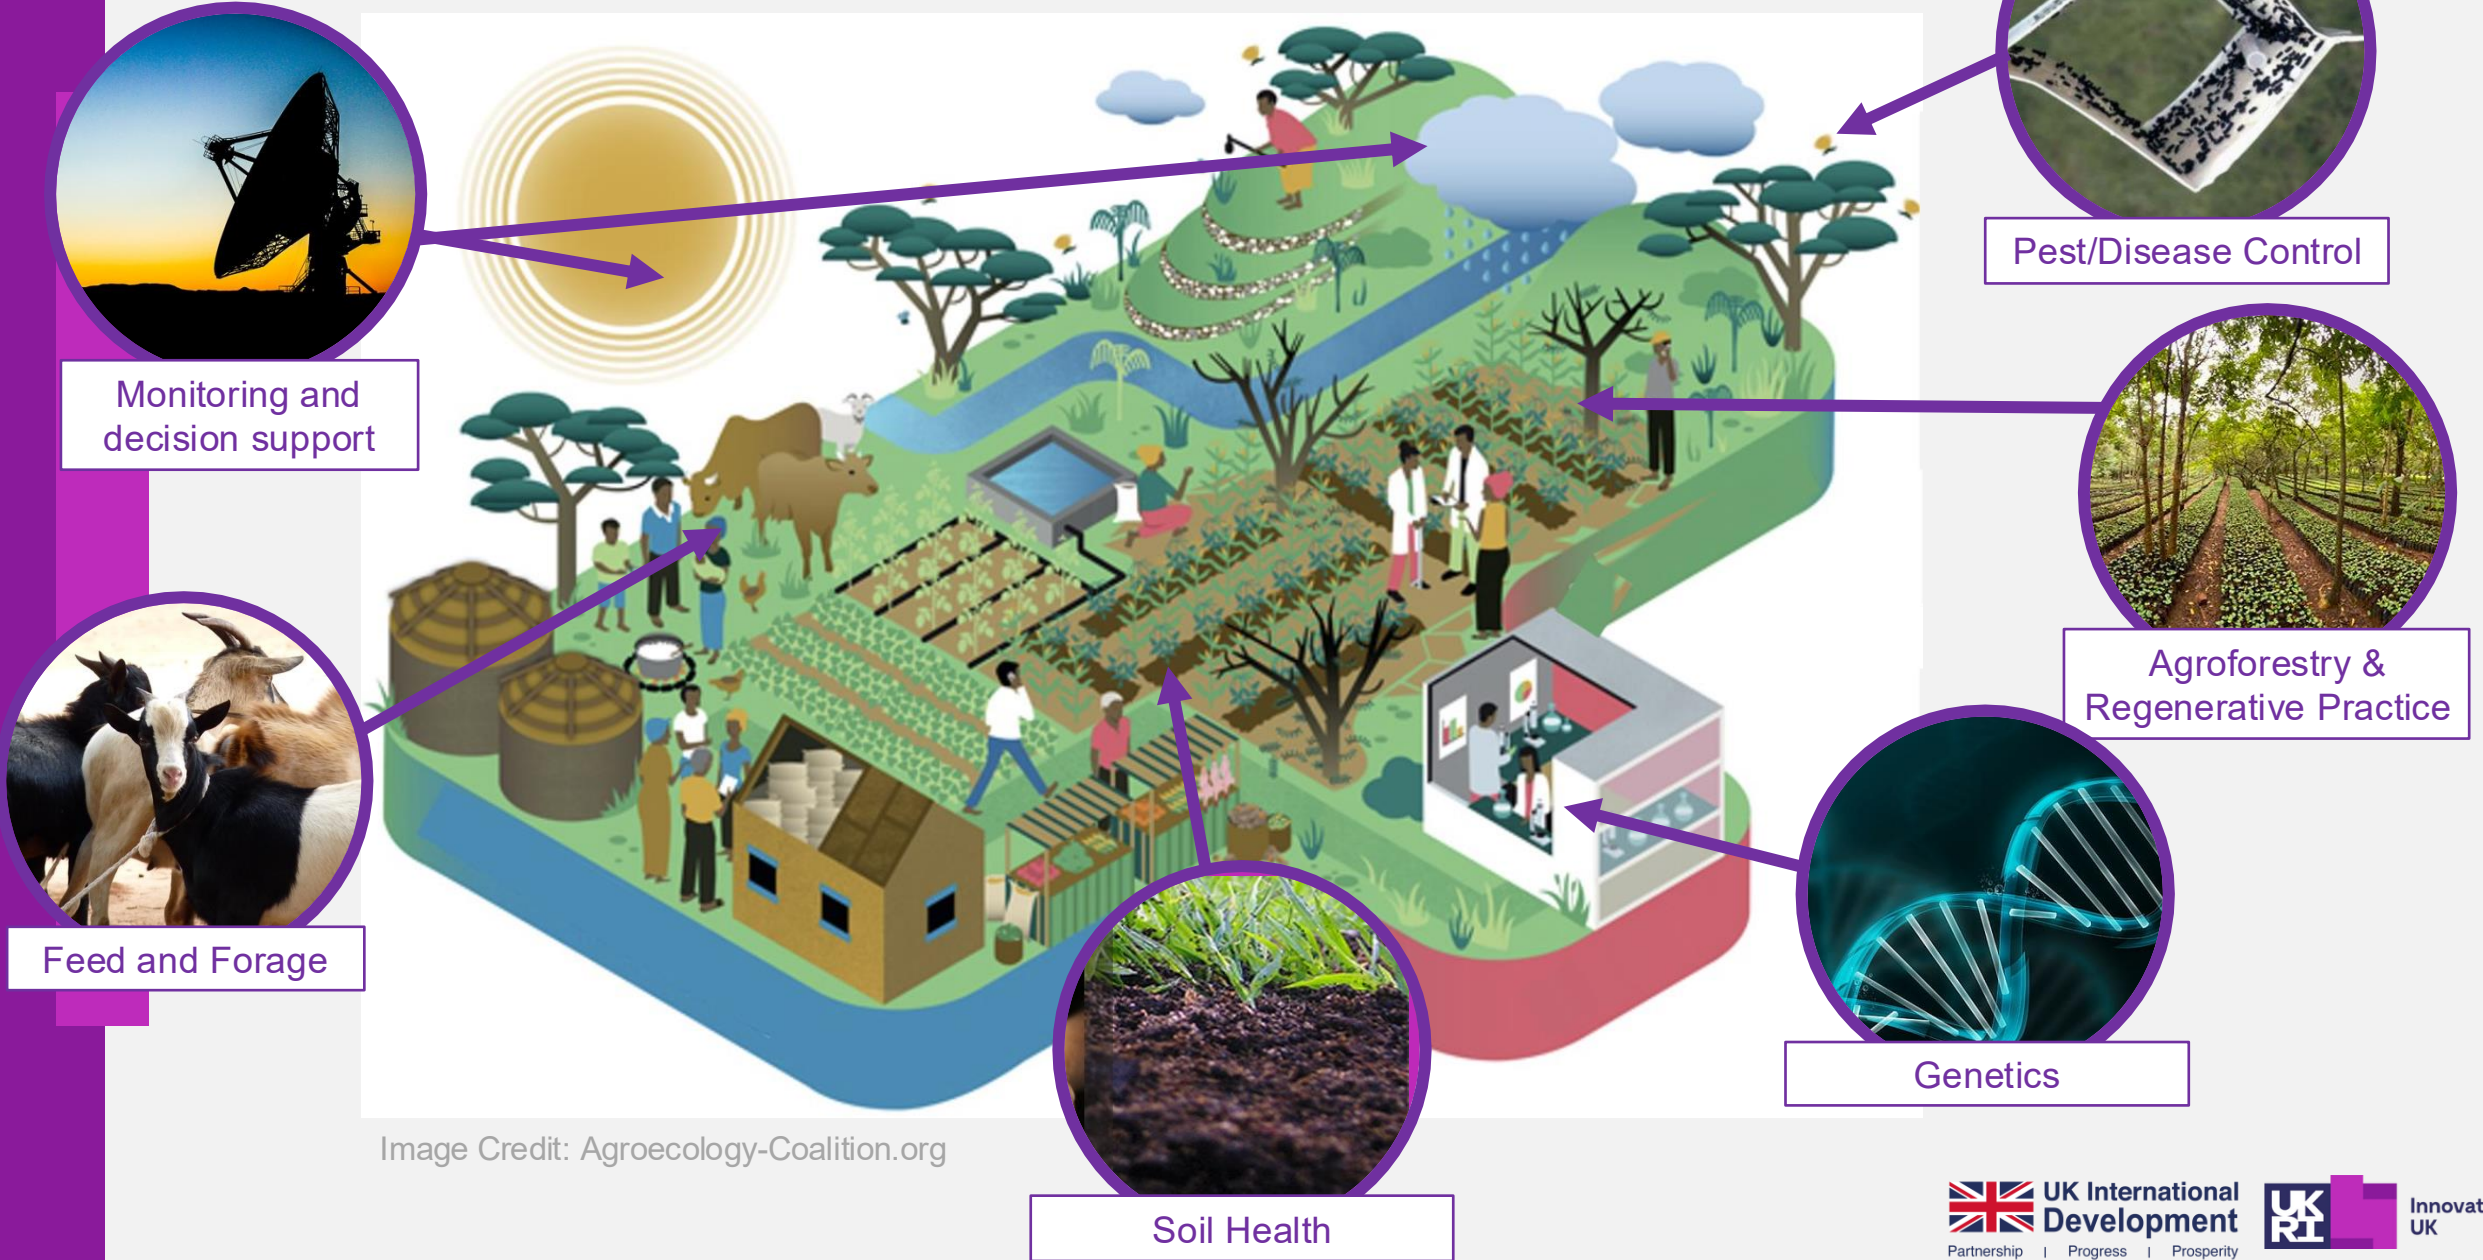 Pest/Disease Control
Monitoring and
decision support
Agroforestry &
Regenerative Practice
Feed and Forage
Genetics
Soil Health
Image Credit: Agroecology-Coalition.org
UK International
Development
Partnership | Progress | Prosperity
UK
RI
Innovat
UK